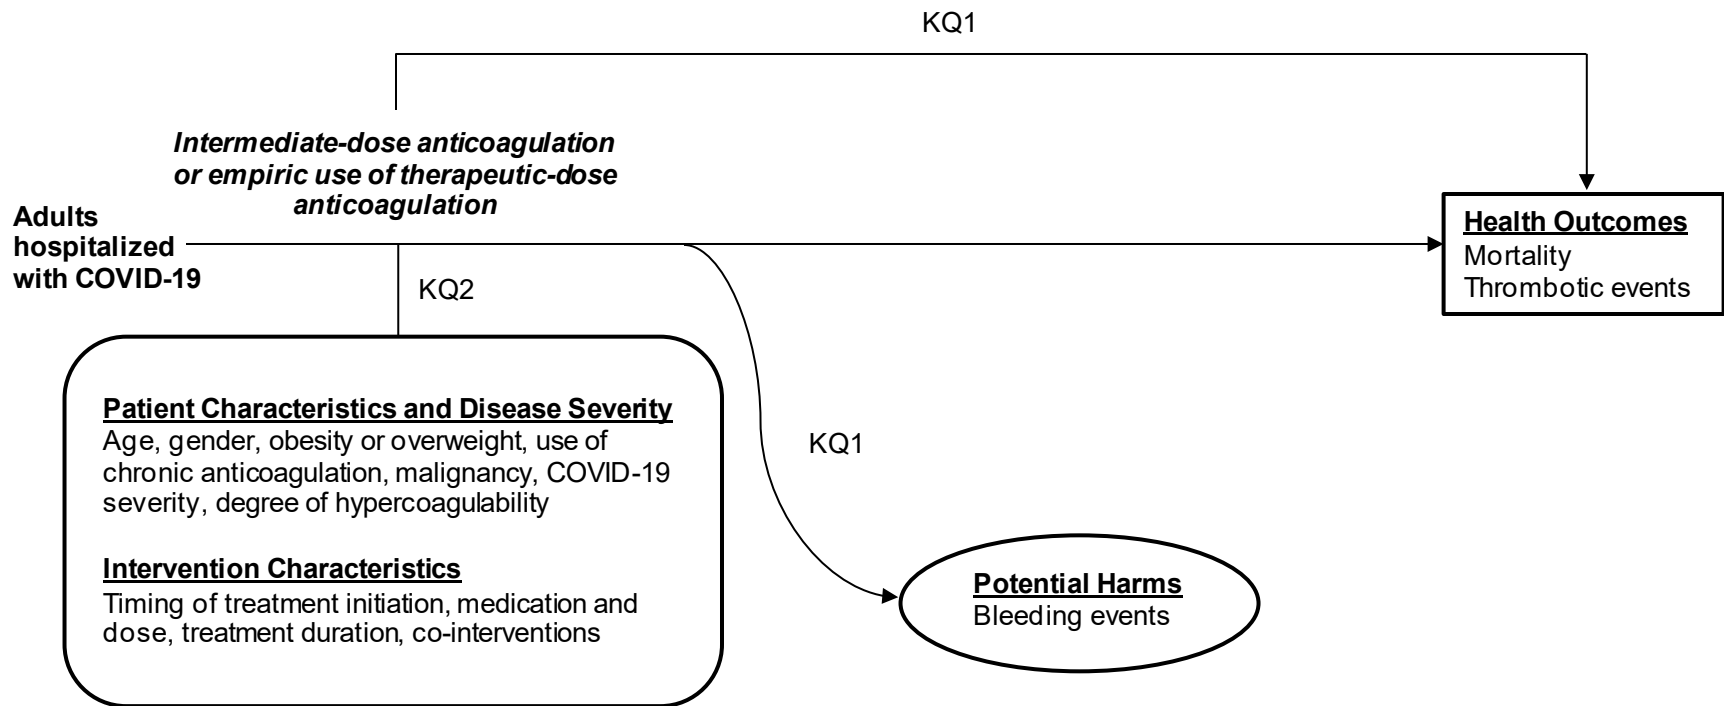 KQ1
Intermediate-dose anticoagulation
or empiric use of therapeutic-dose
anticoagulation
Adults
hospitalized
with COVID-19
Health Outcomes
Mortality
Thrombotic events
KQ2
Patient Characteristics and Disease Severity
Age, gender, obesity or overweight, use of
chronic anticoagulation, malignancy, COVID-19
severity, degree of hypercoagulability
Intervention Characteristics
Timing of treatment initiation, medication and
dose, treatment duration, co-interventions
KQ1
Potential Harms
Bleeding events